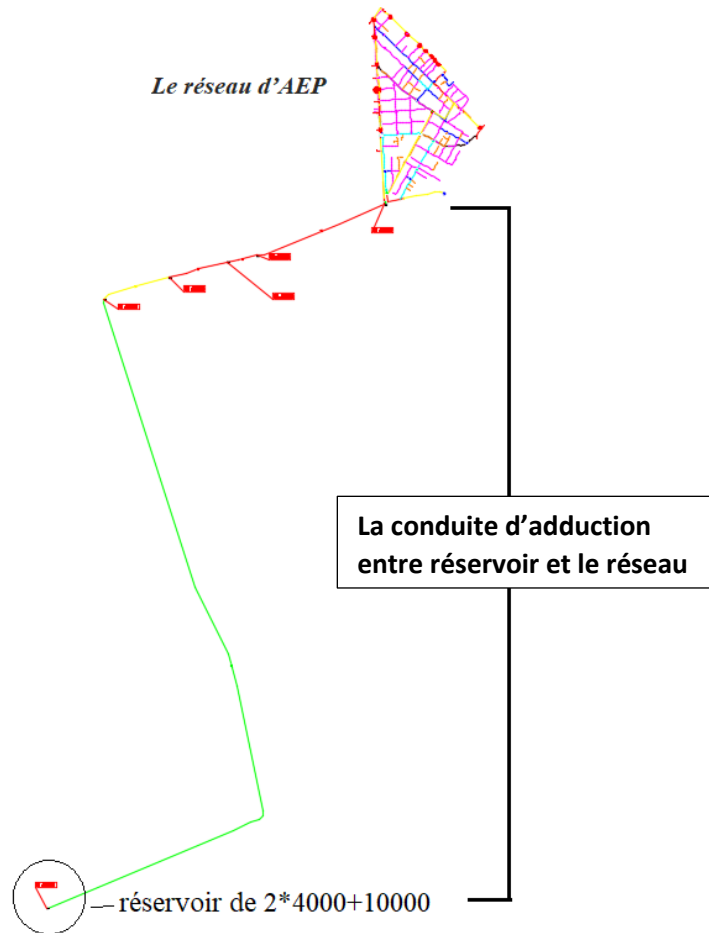 Le réseau d'AEP
La conduite d'adduction
entre réservoir et le réseau
réservoir de 2*4000+10000